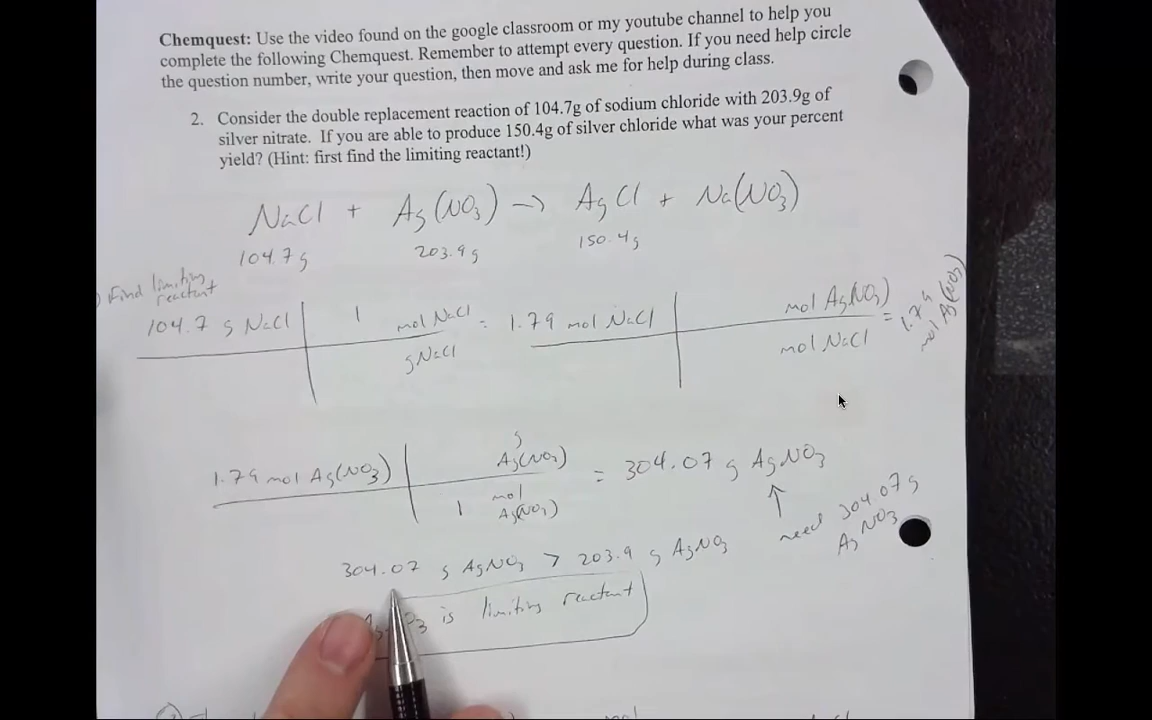 Chemquest: Use the video found on the google classroom or my youtube channel to help you
complete the following Chemquest. Remember to attempt every question. If you need help circle
the question number, write your question, then move and ask me for help during class.
2. Consider the double replacement reaction of 104.7g of sodium chloride with 203.9g of
silver nitrate. If you are able to produce 150.4g of silver chloride what was your percent
yield? (Hint: first find the limiting reactant!)
NaCl + Ag(NO3) -> AgCl + Na(NO3)
104.7 g 203.9 g 150.4 g
) Find limiting
reactant
104.7 g NaCl 1 mol NaCl = 1.79 mol NaCl mol Ag(NO3) = 1.79
g NaCl mol NaCl mol Ag(NO3)
g
1.79 mol Ag(NO3) Ag(NO3) = 304.07 g AgNO3
1 mol
Ag(NO3)
↑
need 304.07 g
AgNO3
304.07 g AgNO3 > 203.9 g AgNO3
is limiting reactant